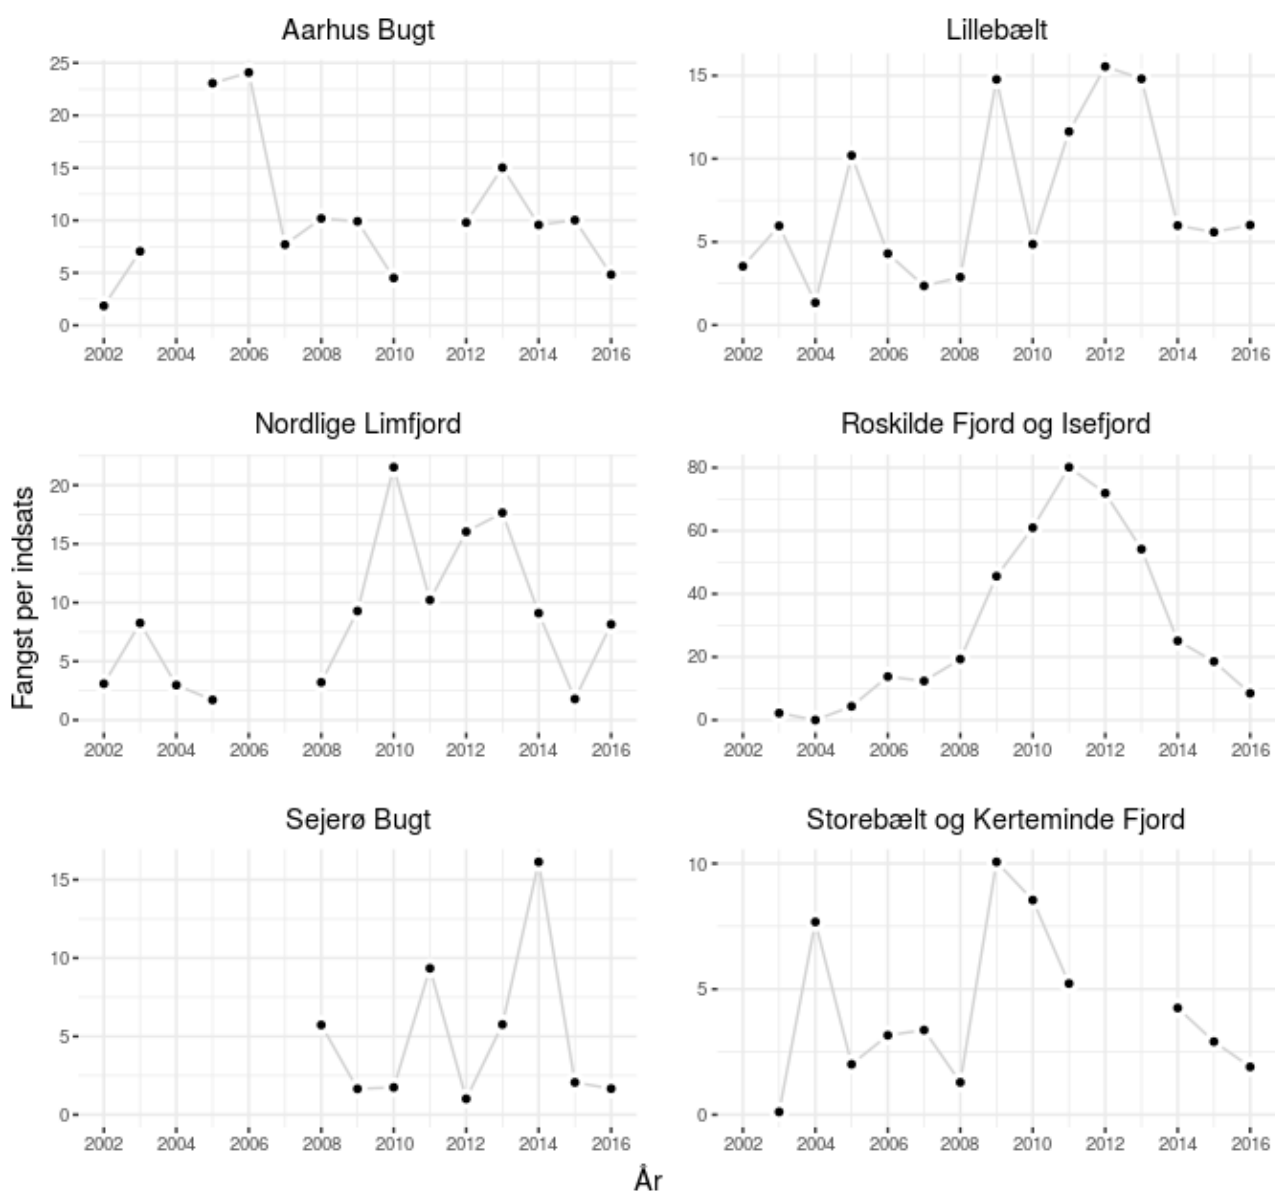 Aarhus Bugt
Lillebælt
25
20
15
10
5
0
2002 2004 2006 2008 2010 2012 2014 2016
15
10
5
0
2002 2004 2006 2008 2010 2012 2014 2016
Nordlige Limfjord
Roskilde Fjord og Isefjord
Fangst per indsats
20
15
10
5
0
2002 2004 2006 2008 2010 2012 2014 2016
80
60
40
20
0
2002 2004 2006 2008 2010 2012 2014 2016
Sejerø Bugt
Storebælt og Kerteminde Fjord
15
10
5
0
2002 2004 2006 2008 2010 2012 2014 2016
10
5
0
2002 2004 2006 2008 2010 2012 2014 2016
År